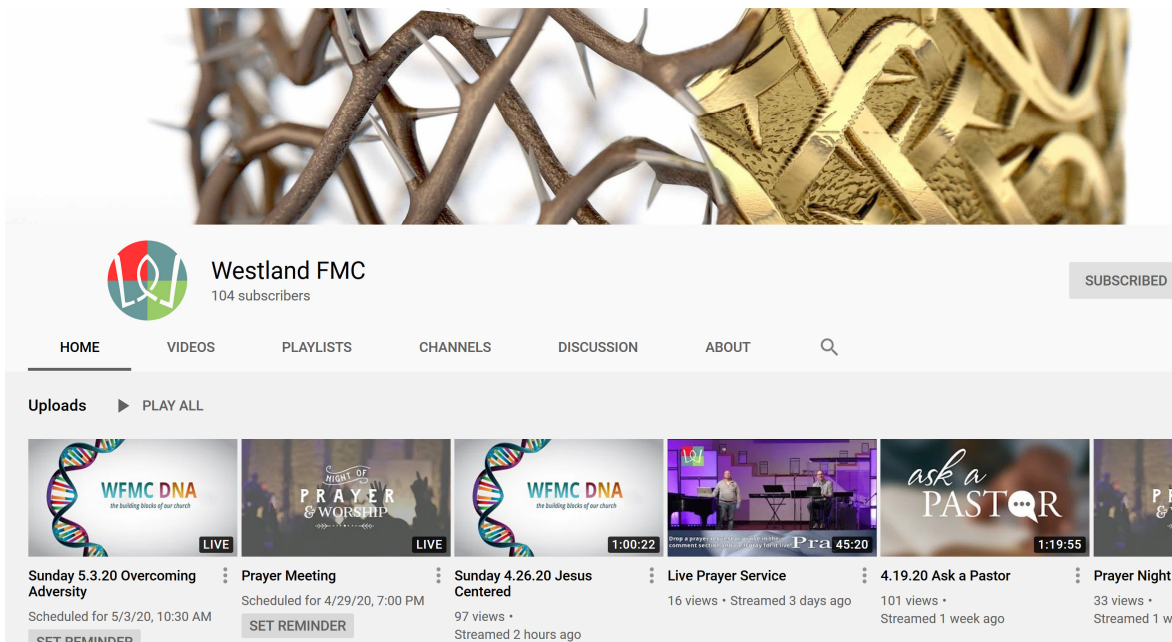 Westland FMC
104 subscribers
SUBSCRIBED
HOME
VIDEOS
PLAYLISTS
CHANNELS
DISCUSSION
ABOUT
Uploads
PLAY ALL
WFMC DNA
the building blocks of our church
LIVE
Sunday 5.3.20 Overcoming
Adversity
Scheduled for 5/3/20, 10:30 AM
SET REMINDER
NIGHT OF
PRAYER
& WORSHIP
LIVE
Prayer Meeting
Scheduled for 4/29/20, 7:00 PM
SET REMINDER
WFMC DNA
the building blocks of our church
1:00:22
Sunday 4.26.20 Jesus
Centered
97 views •
Streamed 2 hours ago
Pra
45:20
Live Prayer Service
16 views • Streamed 3 days ago
ask a
PASTOR
1:19:55
4.19.20 Ask a Pastor
101 views •
Streamed 1 week ago
Prayer Night
33 views •
Streamed 1 w